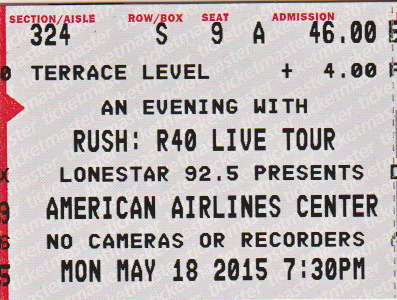 SECTION/AISLE ROW/BOX SEAT ADMISSION
324 S 9 A 46.00
TERRACE LEVEL + 4.00
AN EVENING WITH
RUSH: R40 LIVE TOUR
LONESTAR 92.5 PRESENTS
AMERICAN AIRLINES CENTER
NO CAMERAS OR RECORDERS
MON MAY 18 2015 7:30PM